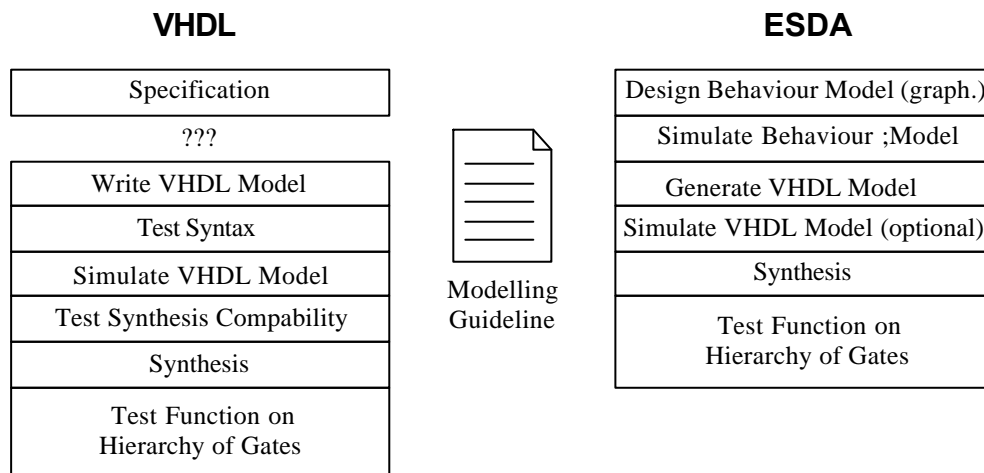 VHDL
Specification
???
Write VHDL Model
Test Syntax
Simulate VHDL Model
Test Synthesis Compability
Synthesis
Test Function on
Hierarchy of Gates
Modelling
Guideline
ESDA
Design Behaviour Model (graph.)
Simulate Behaviour ;Model
Generate VHDL Model
Simulate VHDL Model (optional)
Synthesis
Test Function on
Hierarchy of Gates